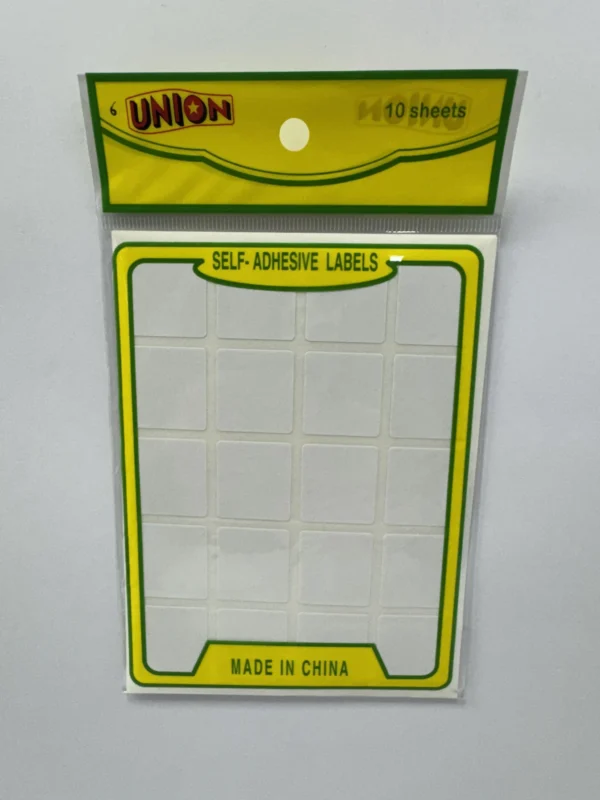 6 UNION 10 sheets
SELF- ADHESIVE LABELS
MADE IN CHINA